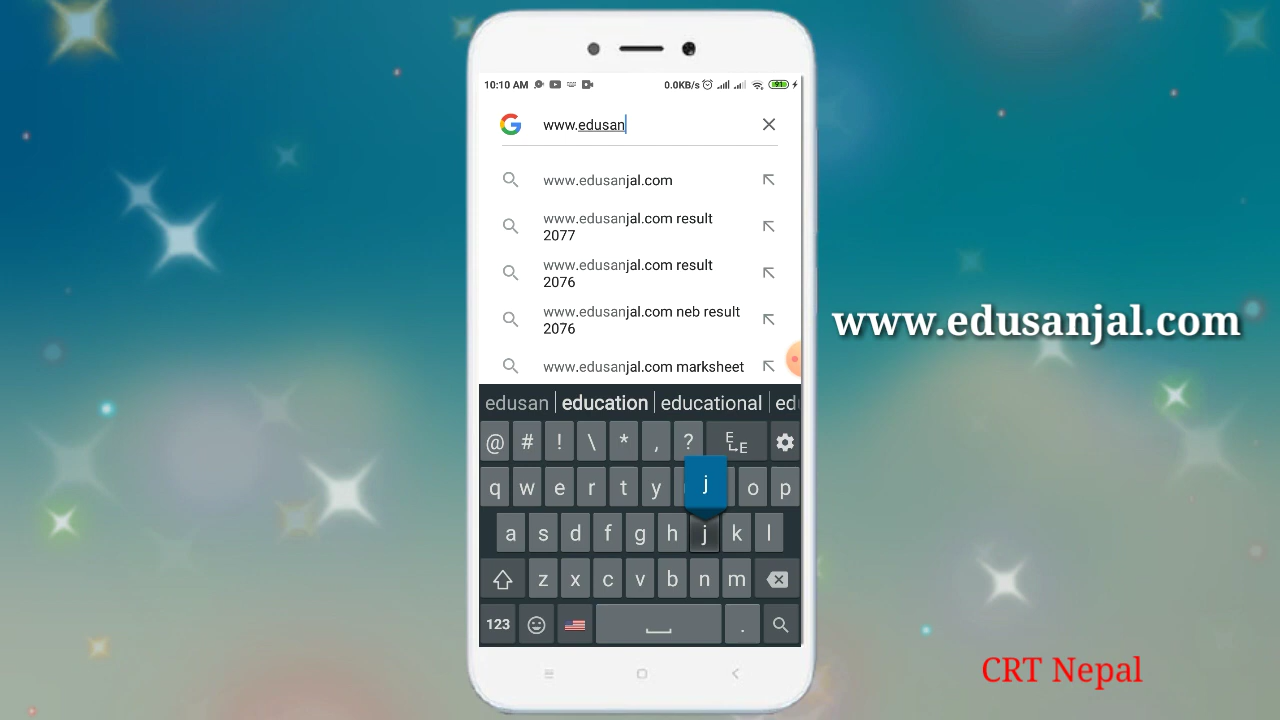 10:10 AM
0.0KB/s
91
www.edusan
www.edusanjal.com
www.edusanjal.com result
2077
www.edusanjal.com result
2076
www.edusanjal.com neb result
2076
www.edusanjal.com marksheet
edusan education educational edu
@ # ! \ * , ? E E
q w e r t y j o p
a s d f g h j k l
z x c v b n m
123 .
www.edusanjal.com
CRT Nepal